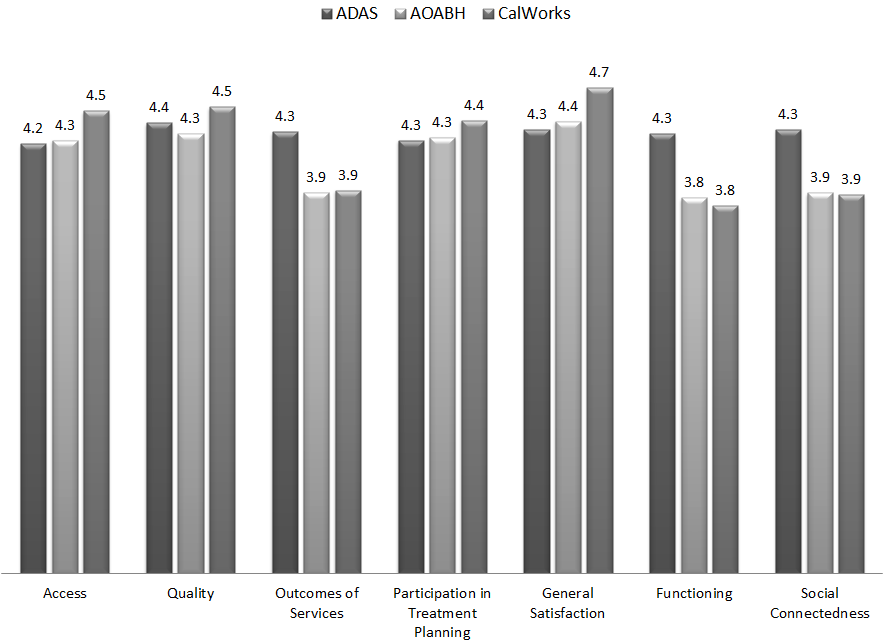 ADAS AOABH CalWorks
4.2 4.3 4.5
4.4 4.3 4.5
4.3 3.9 3.9
4.3 4.3 4.4
4.3 4.4 4.7
4.3 3.8 3.8
4.3 3.9 3.9
Access
Quality
Outcomes of
Services
Participation in
Treatment
Planning
General
Satisfaction
Functioning
Social
Connectedness